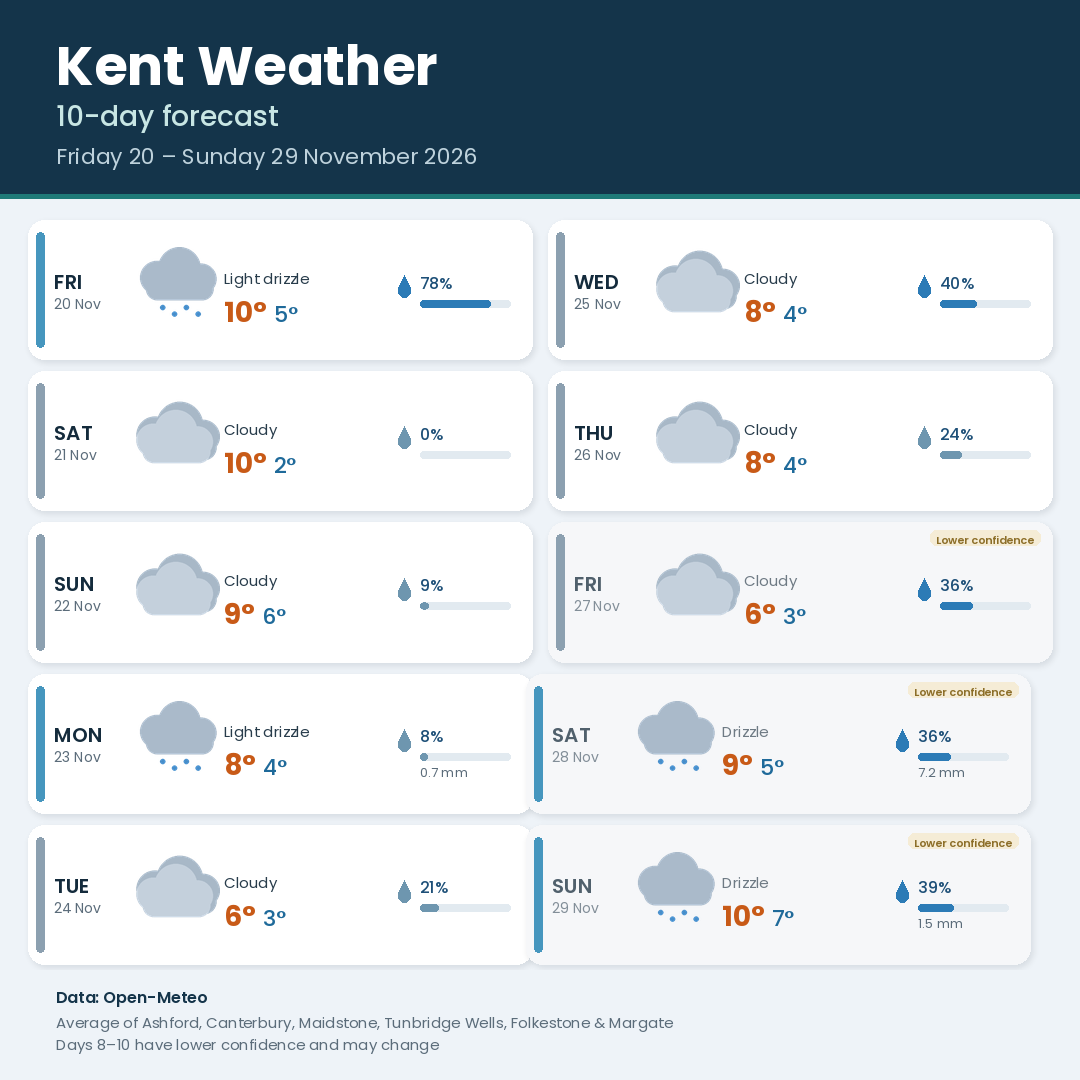 Kent Weather
10-day forecast
Friday 20 – Sunday 29 November 2026
FRI
20 Nov
Light drizzle
10° 5°
78%
SAT
21 Nov
Cloudy
10° 2°
0%
SUN
22 Nov
Cloudy
9° 6°
9%
MON
23 Nov
Light drizzle
8° 4°
8%
0.7 mm
TUE
24 Nov
Cloudy
6° 3°
21%
WED
25 Nov
Cloudy
8° 4°
40%
THU
26 Nov
Cloudy
8° 4°
24%
Lower confidence
FRI
27 Nov
Cloudy
6° 3°
36%
Lower confidence
SAT
28 Nov
Drizzle
9° 5°
36%
7.2 mm
Lower confidence
SUN
29 Nov
Drizzle
10° 7°
39%
1.5 mm
Data: Open-Meteo
Average of Ashford, Canterbury, Maidstone, Tunbridge Wells, Folkestone & Margate
Days 8–10 have lower confidence and may change